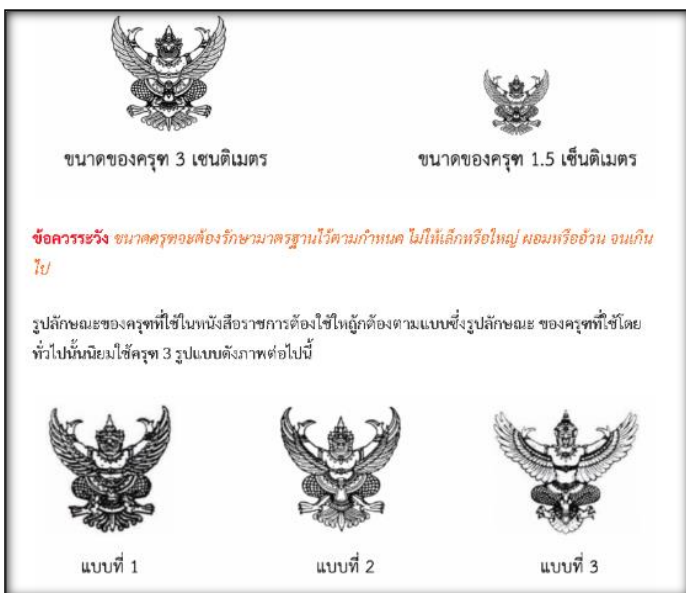 ขนาดของครุฑ 3 เซนติเมตร
ขนาดของครุฑ 1.5 เซ็นติเมตร
ข้อควรระวัง ขนาดครุฑจะต้องรักษามาตรฐานไว้ตามกำหนด ไม่ให้เล็กหรือใหญ่ ผอมหรืออ้วน จนเกิน
ไป
รูปลักษณะของครุฑที่ใช้ในหนังสือราชการต้องใช้ใหถู้กต้องตามแบบซึ่งรูปลักษณะ ของครุฑที่ใช้โดย
ทั่วไปนั้นนิยมใช้ครุฑ 3 รูปแบบดังภาพต่อไปนี้
แบบที่ 1
แบบที่ 2
แบบที่ 3